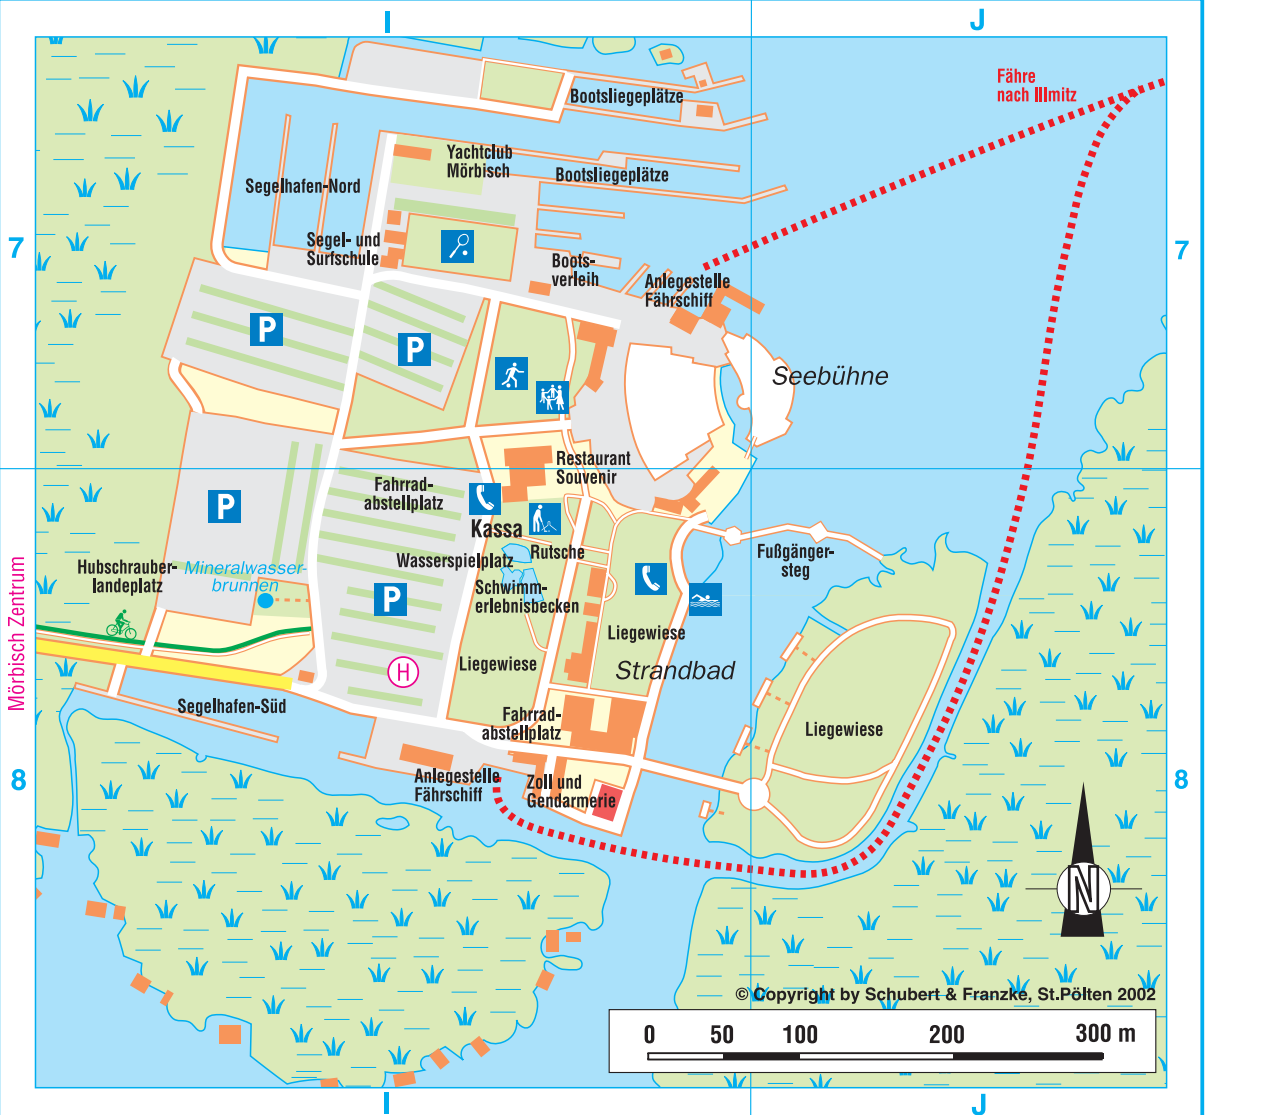 I
J
Fähre
nach Illmitz
Bootsliegeplätze
Yachtclub
Mörbisch
Bootsliegeplätze
Segelhafen-Nord
7
7
Segel- und
Surfschule
Boots-
verleih
Anlegestelle
Fährschiff
P
P
Seebühne
Restaurant
Souvenir
Fahrrad-
abstellplatz
P
Kassa
Fußgänger-
steg
Rutsche
Wasserspielplatz
Hubschrauber-
landeplatz
Mineralwasser-
brunnen
Schwimm-
erlebnisbecken
P
Liegewiese
Mörbisch Zentrum
Liegewiese
Strandbad
H
Segelhafen-Süd
Fahrrad-
abstellplatz
Liegewiese
8
8
Anlegestelle
Fährschiff
Zoll und
Gendarmerie
N
© Copyright by Schubert & Franzke, St.Pölten 2002
0 50 100 200 300 m
I
J